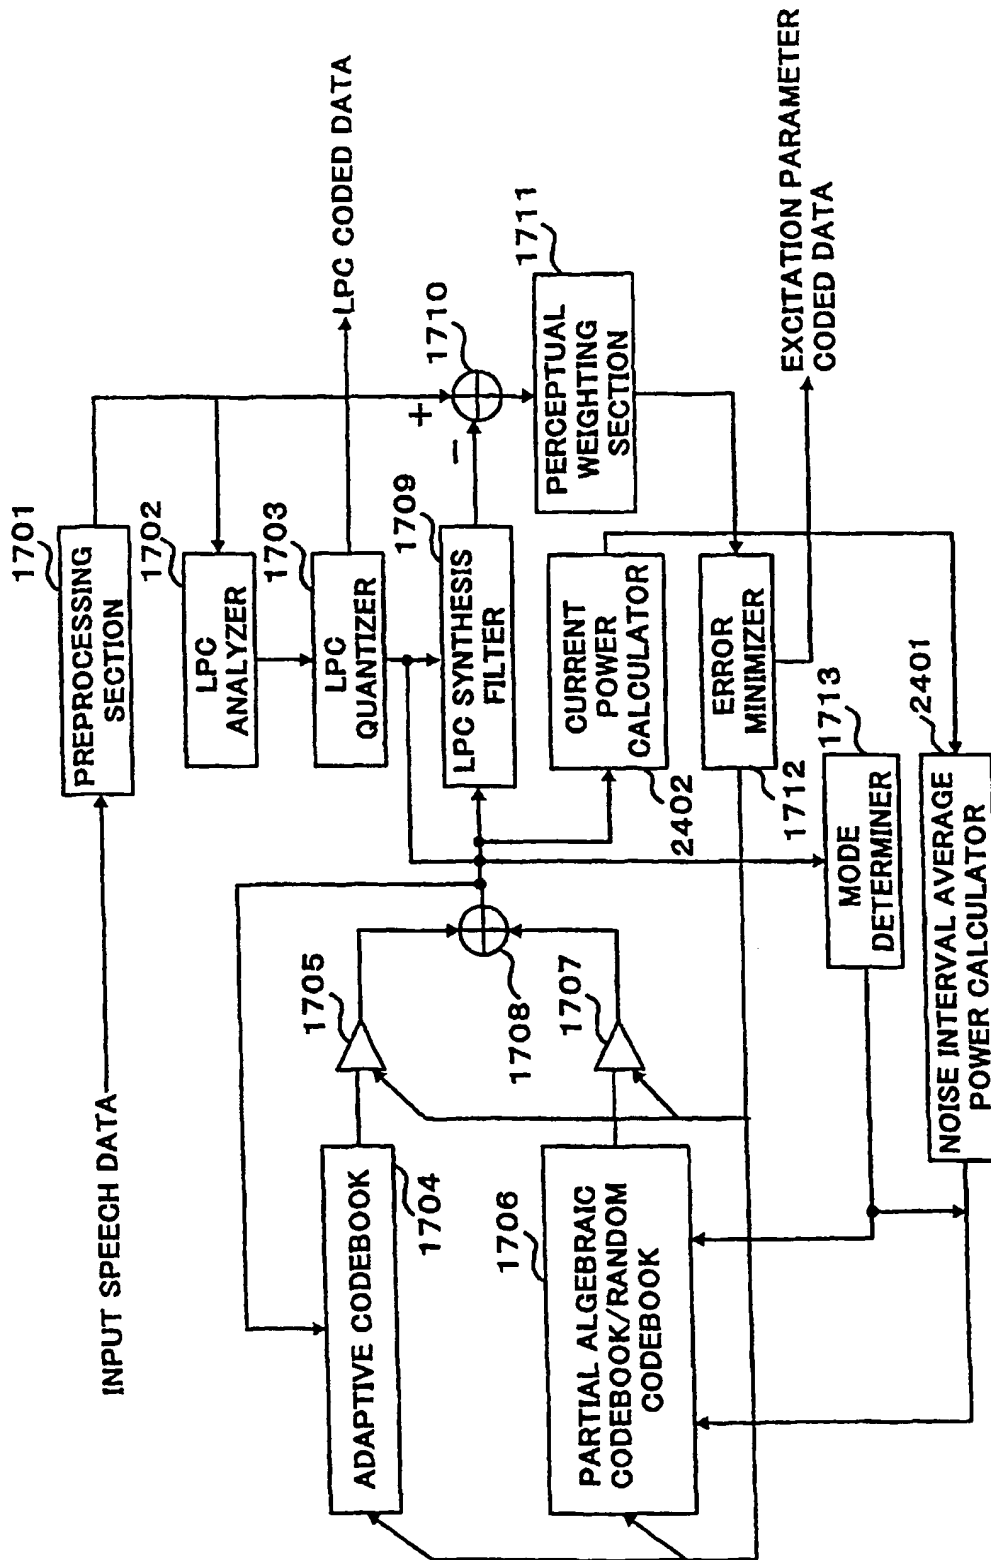 INPUT SPEECH DATA
1701
PREPROCESSING
SECTION
1702
LPC
ANALYZER
1703
LPC
QUANTIZER
LPC CODED DATA
1704
ADAPTIVE CODEBOOK
1705
1706
PARTIAL ALGEBRAIC
CODEBOOK/RANDOM
CODEBOOK
1707
1708
1709
LPC SYNTHESIS
FILTER
+
−
1710
1711
PERCEPTUAL
WEIGHTING
SECTION
CURRENT
POWER
CALCULATOR
2402
ERROR
MINIMIZER
1712
EXCITATION PARAMETER
CODED DATA
1713
MODE
DETERMINER
2401
NOISE INTERVAL AVERAGE
POWER CALCULATOR